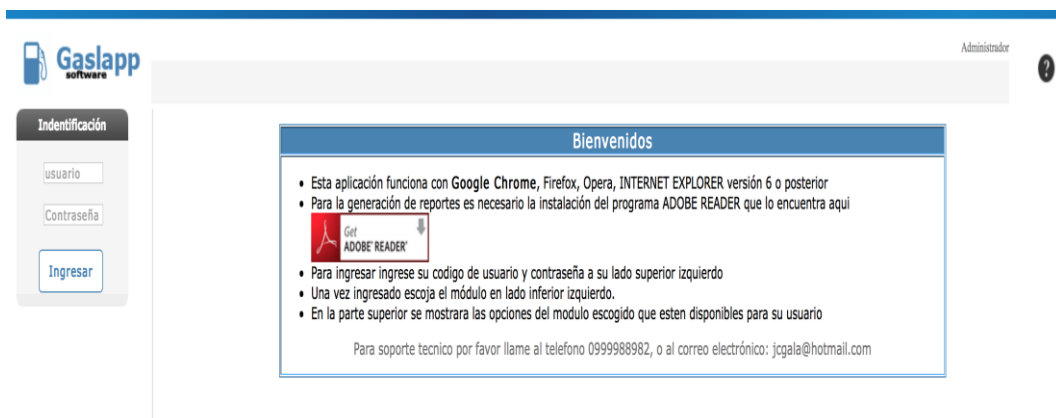 Gaslapp
software
Administrador
?
Indentificación
usuario
Contraseña
Ingresar
Bienvenidos
Esta aplicación funciona con Google Chrome, Firefox, Opera, INTERNET EXPLORER versión 6 o posterior
Para la generación de reportes es necesario la instalación del programa ADOBE READER que lo encuentra aqui
Get
ADOBE® READER®
Para ingresar ingrese su codigo de usuario y contraseña a su lado superior izquierdo
Una vez ingresado escoja el módulo en lado inferior izquierdo.
En la parte superior se mostrara las opciones del modulo escogido que esten disponibles para su usuario
Para soporte tecnico por favor llame al telefono 0999988982, o al correo electrónico: jcgala@hotmail.com